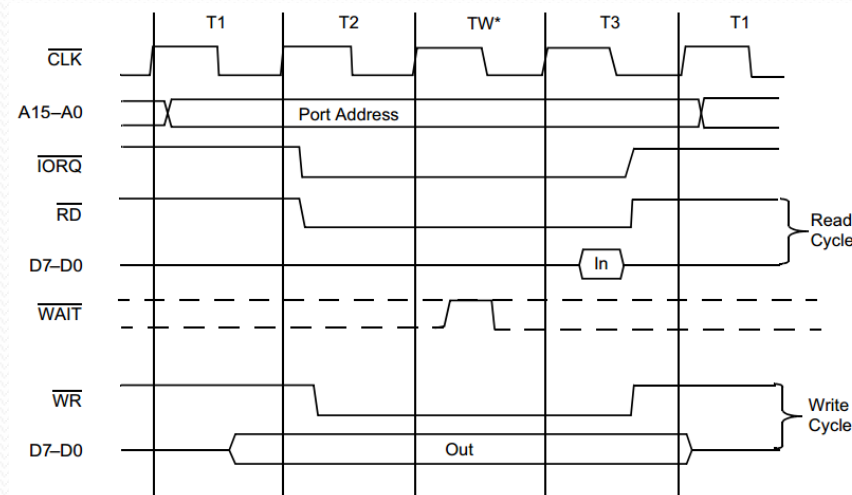 T1 T2 TW* T3 T1
CLK
A15–A0 Port Address
IORQ
RD
Read
Cycle
D7–D0 In
WAIT
WR
Write
Cycle
D7–D0 Out